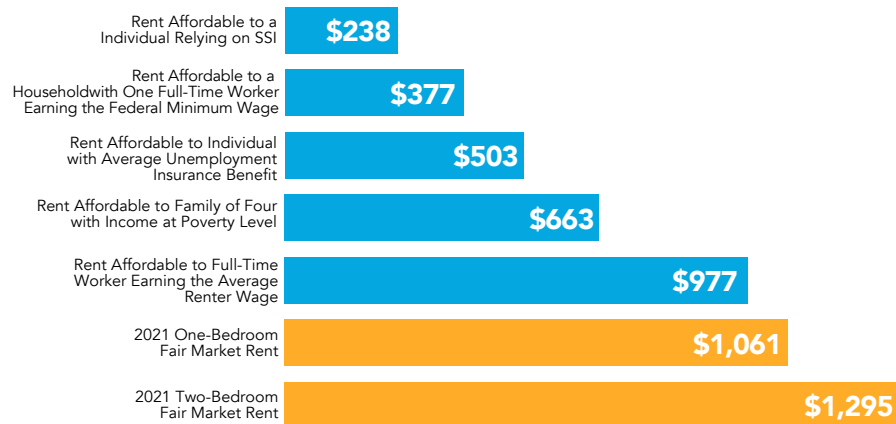 Rent Affordable to a
Individual Relying on SSI
$238
Rent Affordable to a
Householdwith One Full-Time Worker
Earning the Federal Minimum Wage
$377
Rent Affordable to Individual
with Average Unemployment
Insurance Benefit
$503
Rent Affordable to Family of Four
with Income at Poverty Level
$663
Rent Affordable to Full-Time
Worker Earning the Average
Renter Wage
$977
2021 One-Bedroom
Fair Market Rent
$1,061
2021 Two-Bedroom
Fair Market Rent
$1,295